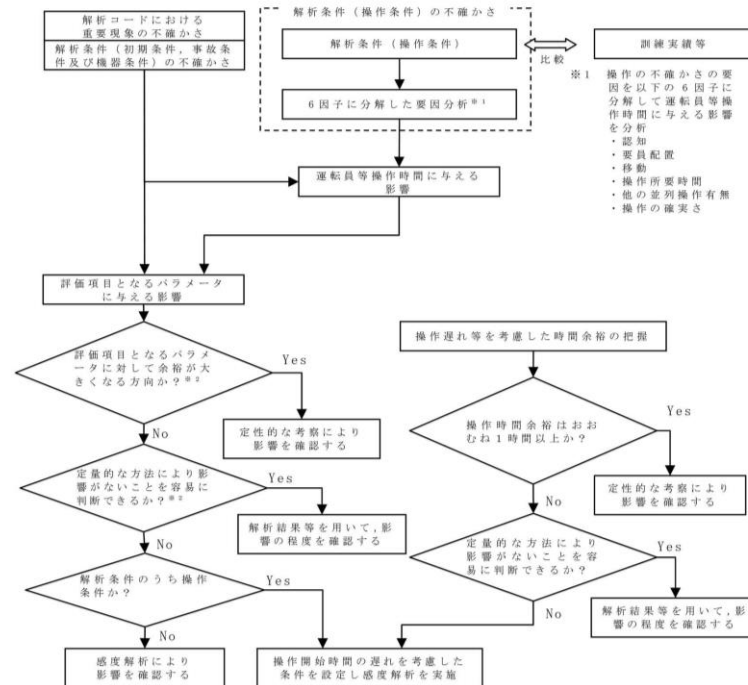 解析コードにおける
重要現象の不確かさ
解析条件（初期条件，事故条
件及び機器条件）の不確かさ
解析条件（操作条件）の不確かさ
解析条件（操作条件）
6因子に分解した要因分析※1
比較
訓練実績等
※1 操作の不確かさの要
因を以下の6因子に
分解して運転員等操
作時間に与える影響
を分析
・認知
・要員配置
・移動
・操作所要時間
・他の並列操作有無
・操作の確実さ
運転員等操作時間に与える
影響
評価項目となるパラメータ
に与える影響
評価項目となるパラメ
ータに対して余裕が大
きくなる方向か？※2
Yes
定性的な考察により
影響を確認する
No
定量的な方法により影
響がないことを容易に
判断できるか？※2
Yes
解析結果等を用いて，影
響の程度を確認する
No
解析条件のうち操作
条件か？
Yes
No
感度解析により
影響を確認する
操作開始時間の遅れを考慮した
条件を設定し感度解析を実施
操作遅れ等を考慮した時間余裕の把握
操作時間余裕はおお
むね1時間以上か？
Yes
定性的な考察により
影響を確認する
No
定量的な方法により
影響がないことを容
易に判断できるか？
Yes
解析結果等を用いて，影
響の程度を確認する
No